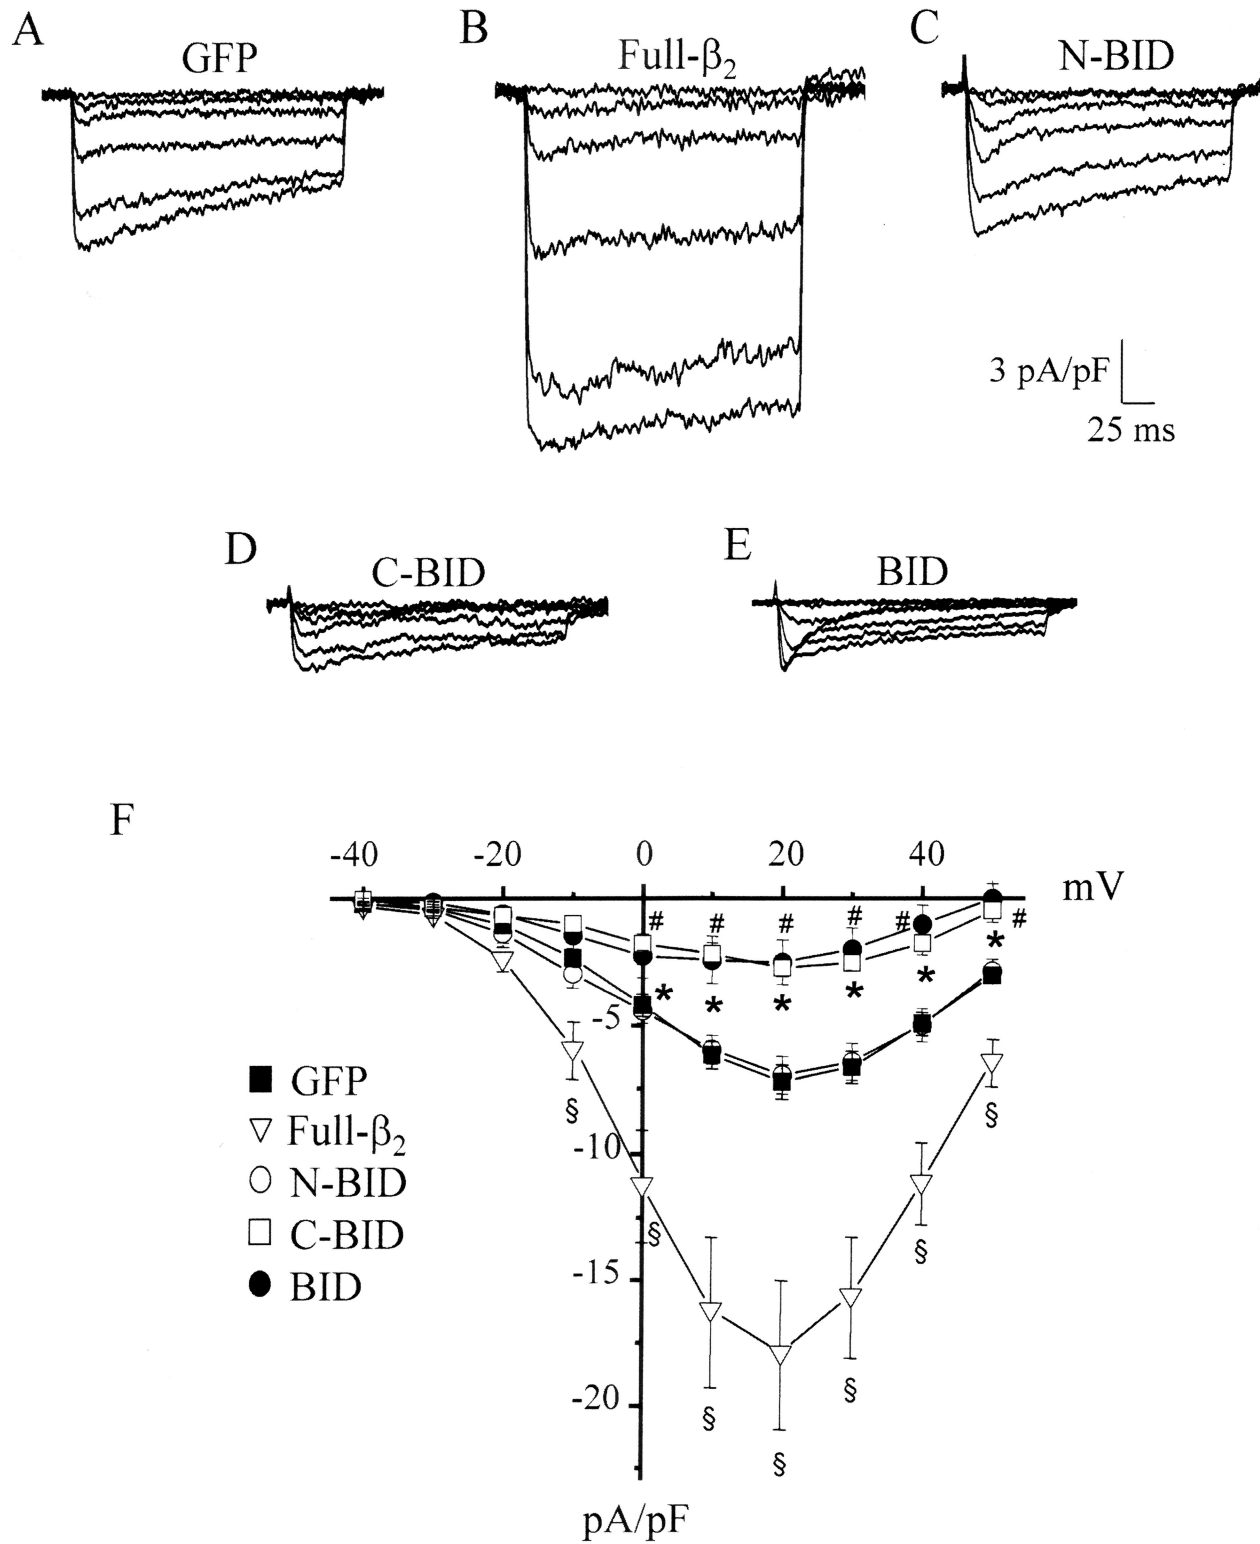 A
GFP
B
Full-β2
C
N-BID
3 pA/pF
25 ms
D
C-BID
E
BID
F
-40 -20 0 20 40
mV
# # # # # #
* * * * * *
-5
GFP
Full-β2
N-BID
C-BID
BID
-10
-15
-20
§ § § § § § §
pA/pF